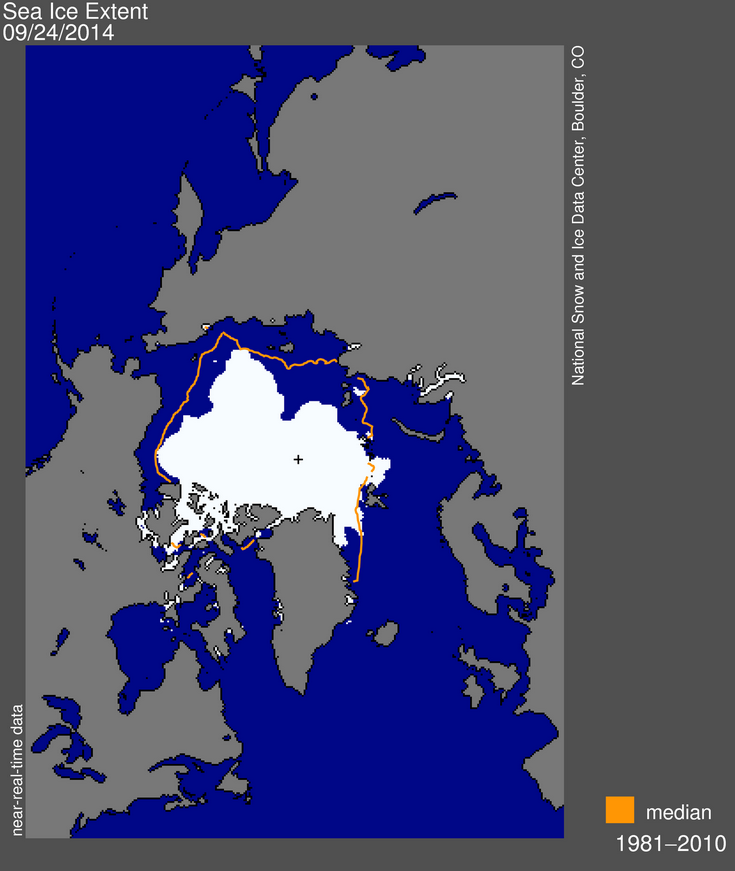 Sea Ice Extent
09/24/2014
National Snow and Ice Data Center, Boulder, CO
near-real-time data
median
1981–2010